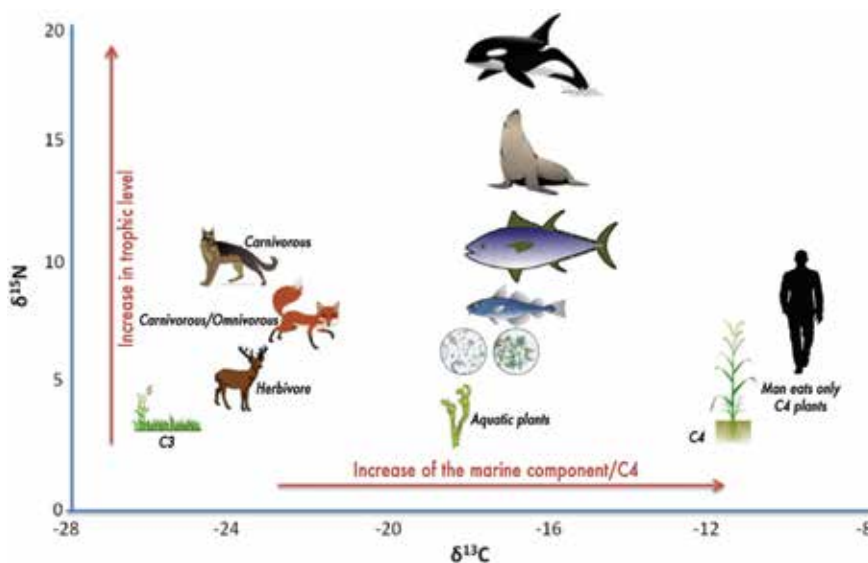 20
15
10
5
0
δ15N
Increase in trophic level
Carnivorous
Carnivorous/Omnivorous
Herbivore
C3
Aquatic plants
C4
Man eats only
C4 plants
Increase of the marine component/C4
-28
-24
-20
-16
-12
-8
δ13C